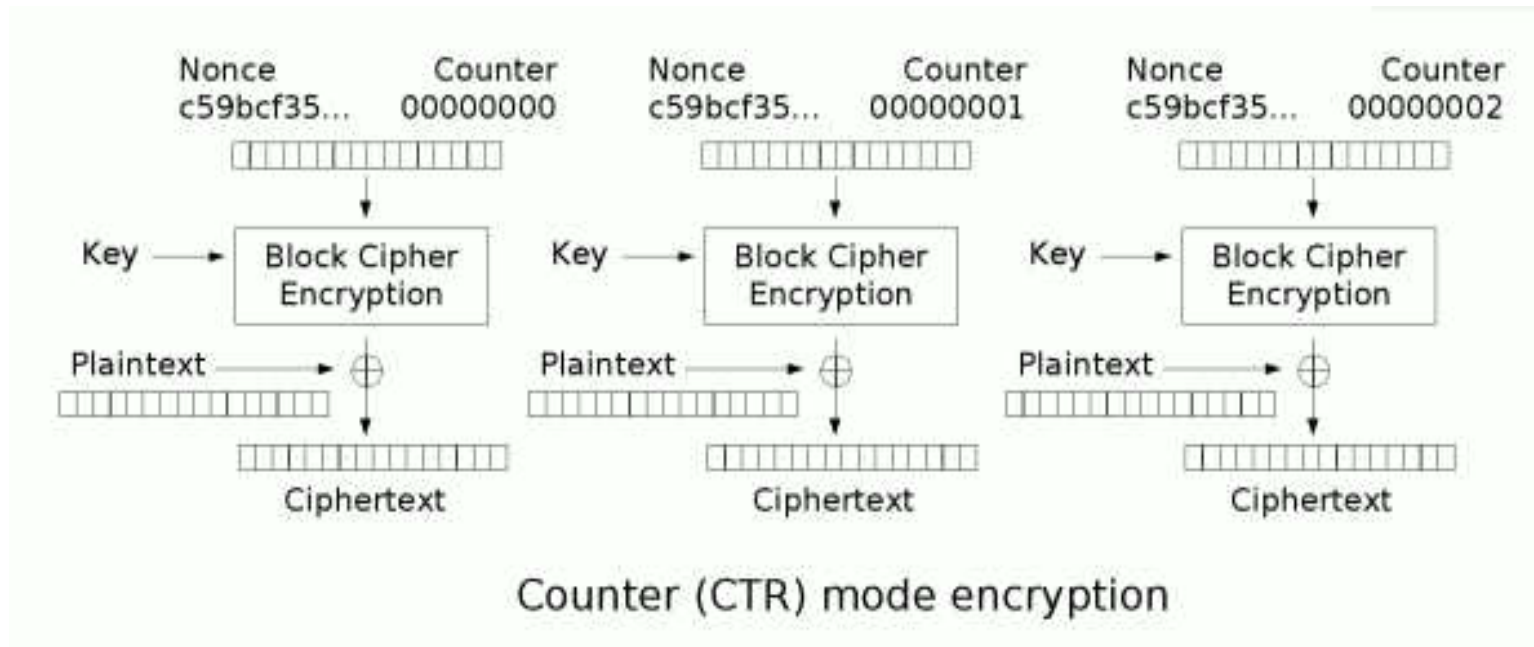 Nonce Counter Nonce Counter Nonce Counter
c59bcf35... 00000000 c59bcf35... 00000001 c59bcf35... 00000002
Key Block Cipher Encryption Key Block Cipher Encryption Key Block Cipher Encryption
Plaintext Plaintext Plaintext
Ciphertext Ciphertext Ciphertext
Counter (CTR) mode encryption